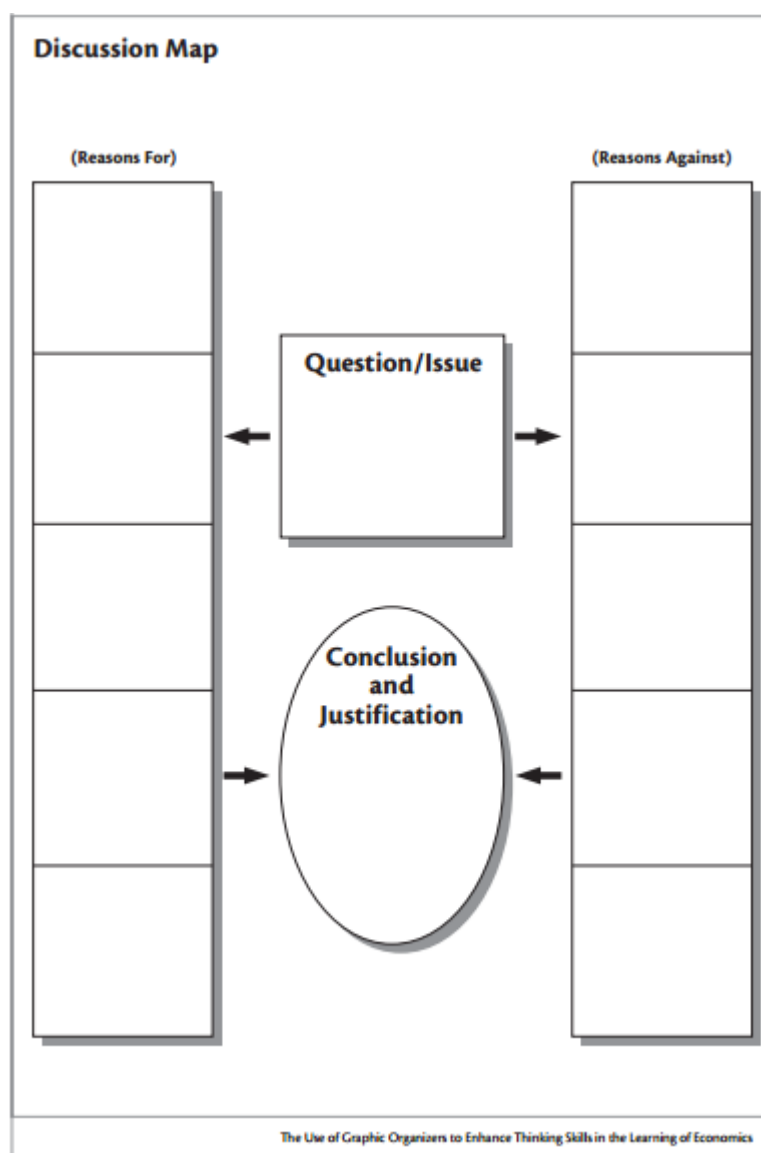 Discussion Map
(Reasons For)
(Reasons Against)
Question/Issue
Conclusion
and
Justification
The Use of Graphic Organizers to Enhance Thinking Skills in the Learning of Economics